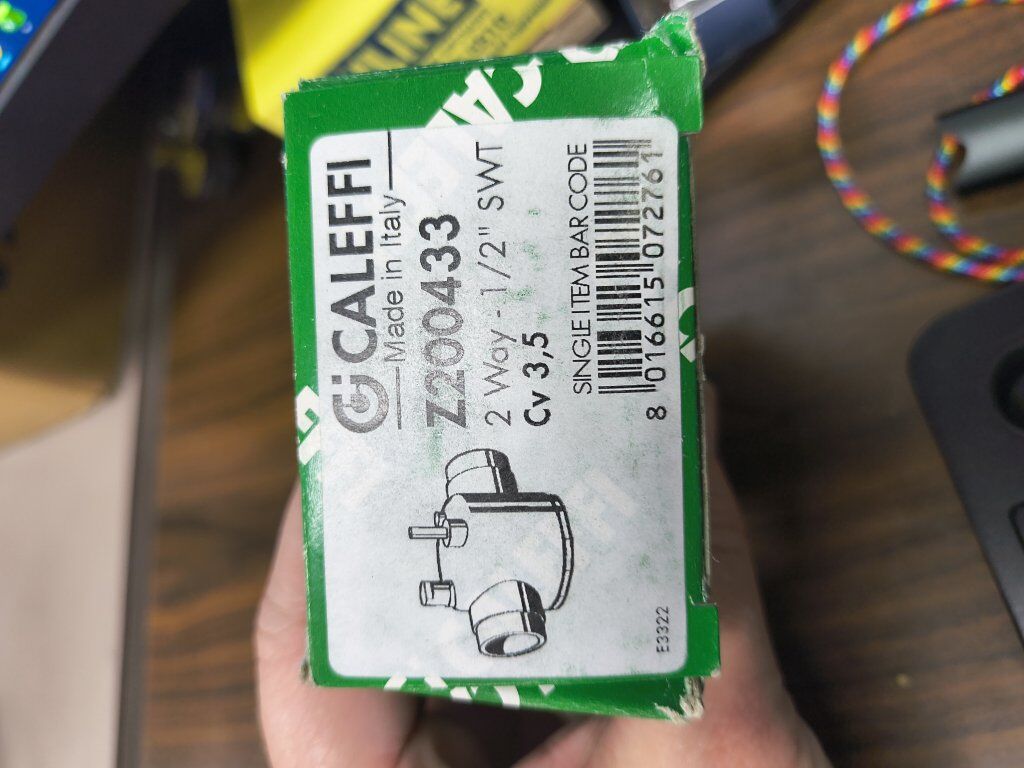 CALEFFI
Made in Italy
Z200433
2 Way - 1/2" SWT
Cv 3,5
SINGLE ITEM BAR CODE
8 016615 072761
E3322